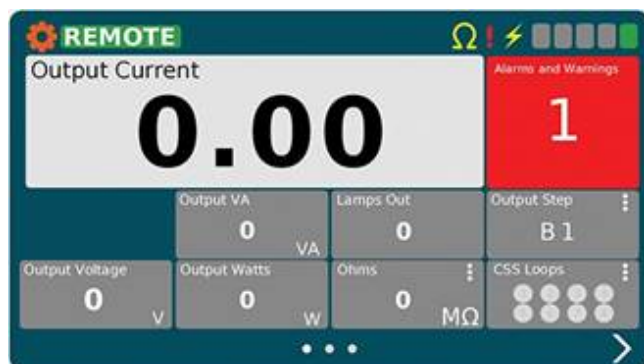 REMOTE Ω ! 
Output Current
0.00
Alarms and Warnings
1
Output VA
0
VA
Lamps Out
0
Output Step
B 1
Output Voltage
0
V
Output Watts
0
W
Ohms
0
MΩ
CSS Loops